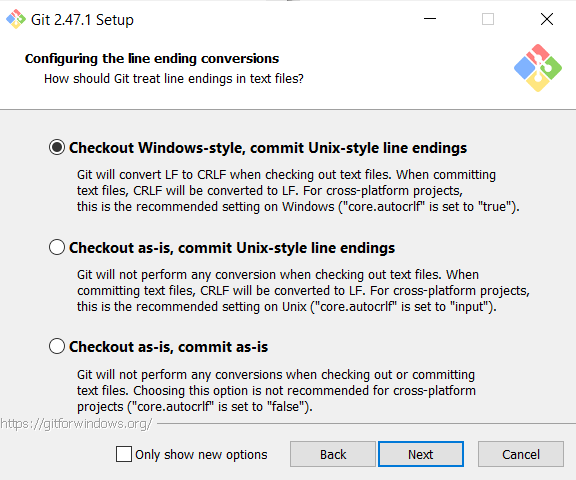 Git 2.47.1 Setup
Configuring the line ending conversions
How should Git treat line endings in text files?
Checkout Windows-style, commit Unix-style line endings
Git will convert LF to CRLF when checking out text files. When committing
text files, CRLF will be converted to LF. For cross-platform projects,
this is the recommended setting on Windows ("core.autocrlf" is set to "true").
Checkout as-is, commit Unix-style line endings
Git will not perform any conversion when checking out text files. When
committing text files, CRLF will be converted to LF. For cross-platform projects,
this is the recommended setting on Unix ("core.autocrlf" is set to "input").
Checkout as-is, commit as-is
Git will not perform any conversions when checking out or committing
text files. Choosing this option is not recommended for cross-platform
projects ("core.autocrlf" is set to "false").
https://gitforwindows.org/
Only show new options
Back
Next
Cancel